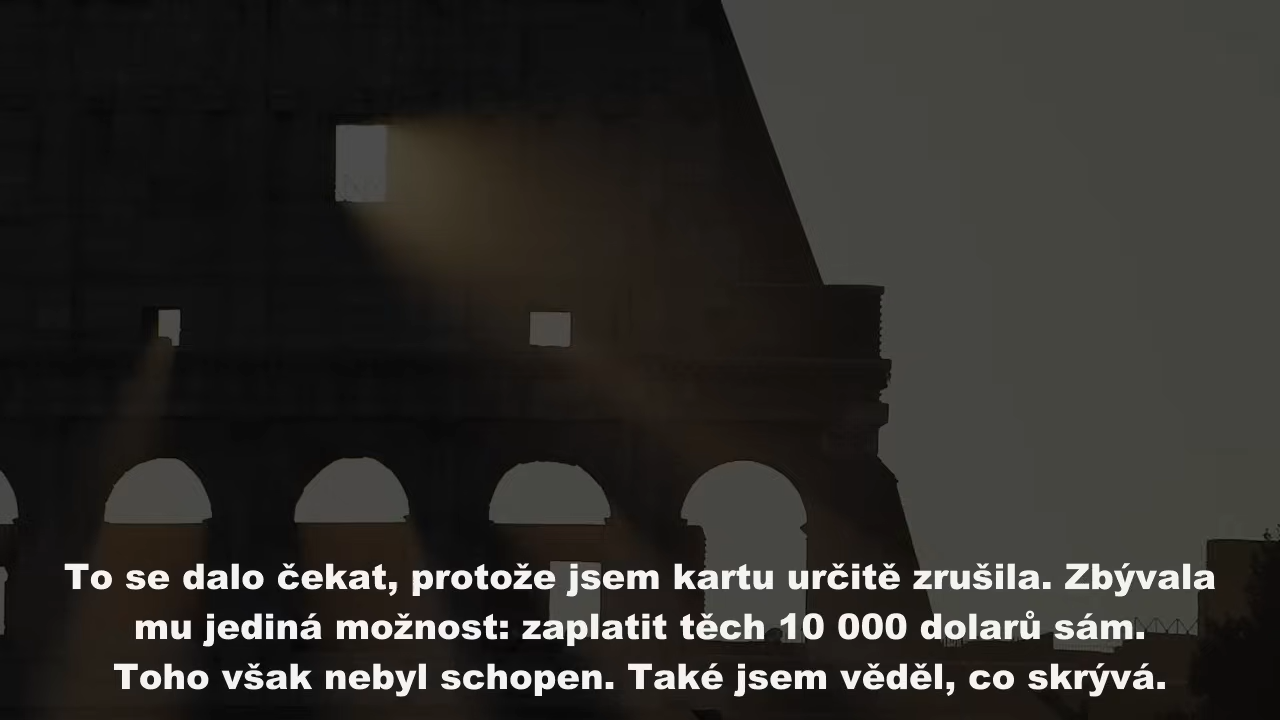 To se dalo čekat, protože jsem kartu určitě zrušila. Zbývala
mu jediná možnost: zaplatit těch 10 000 dolarů sám.
Toho však nebyl schopen. Také jsem věděl, co skrývá.